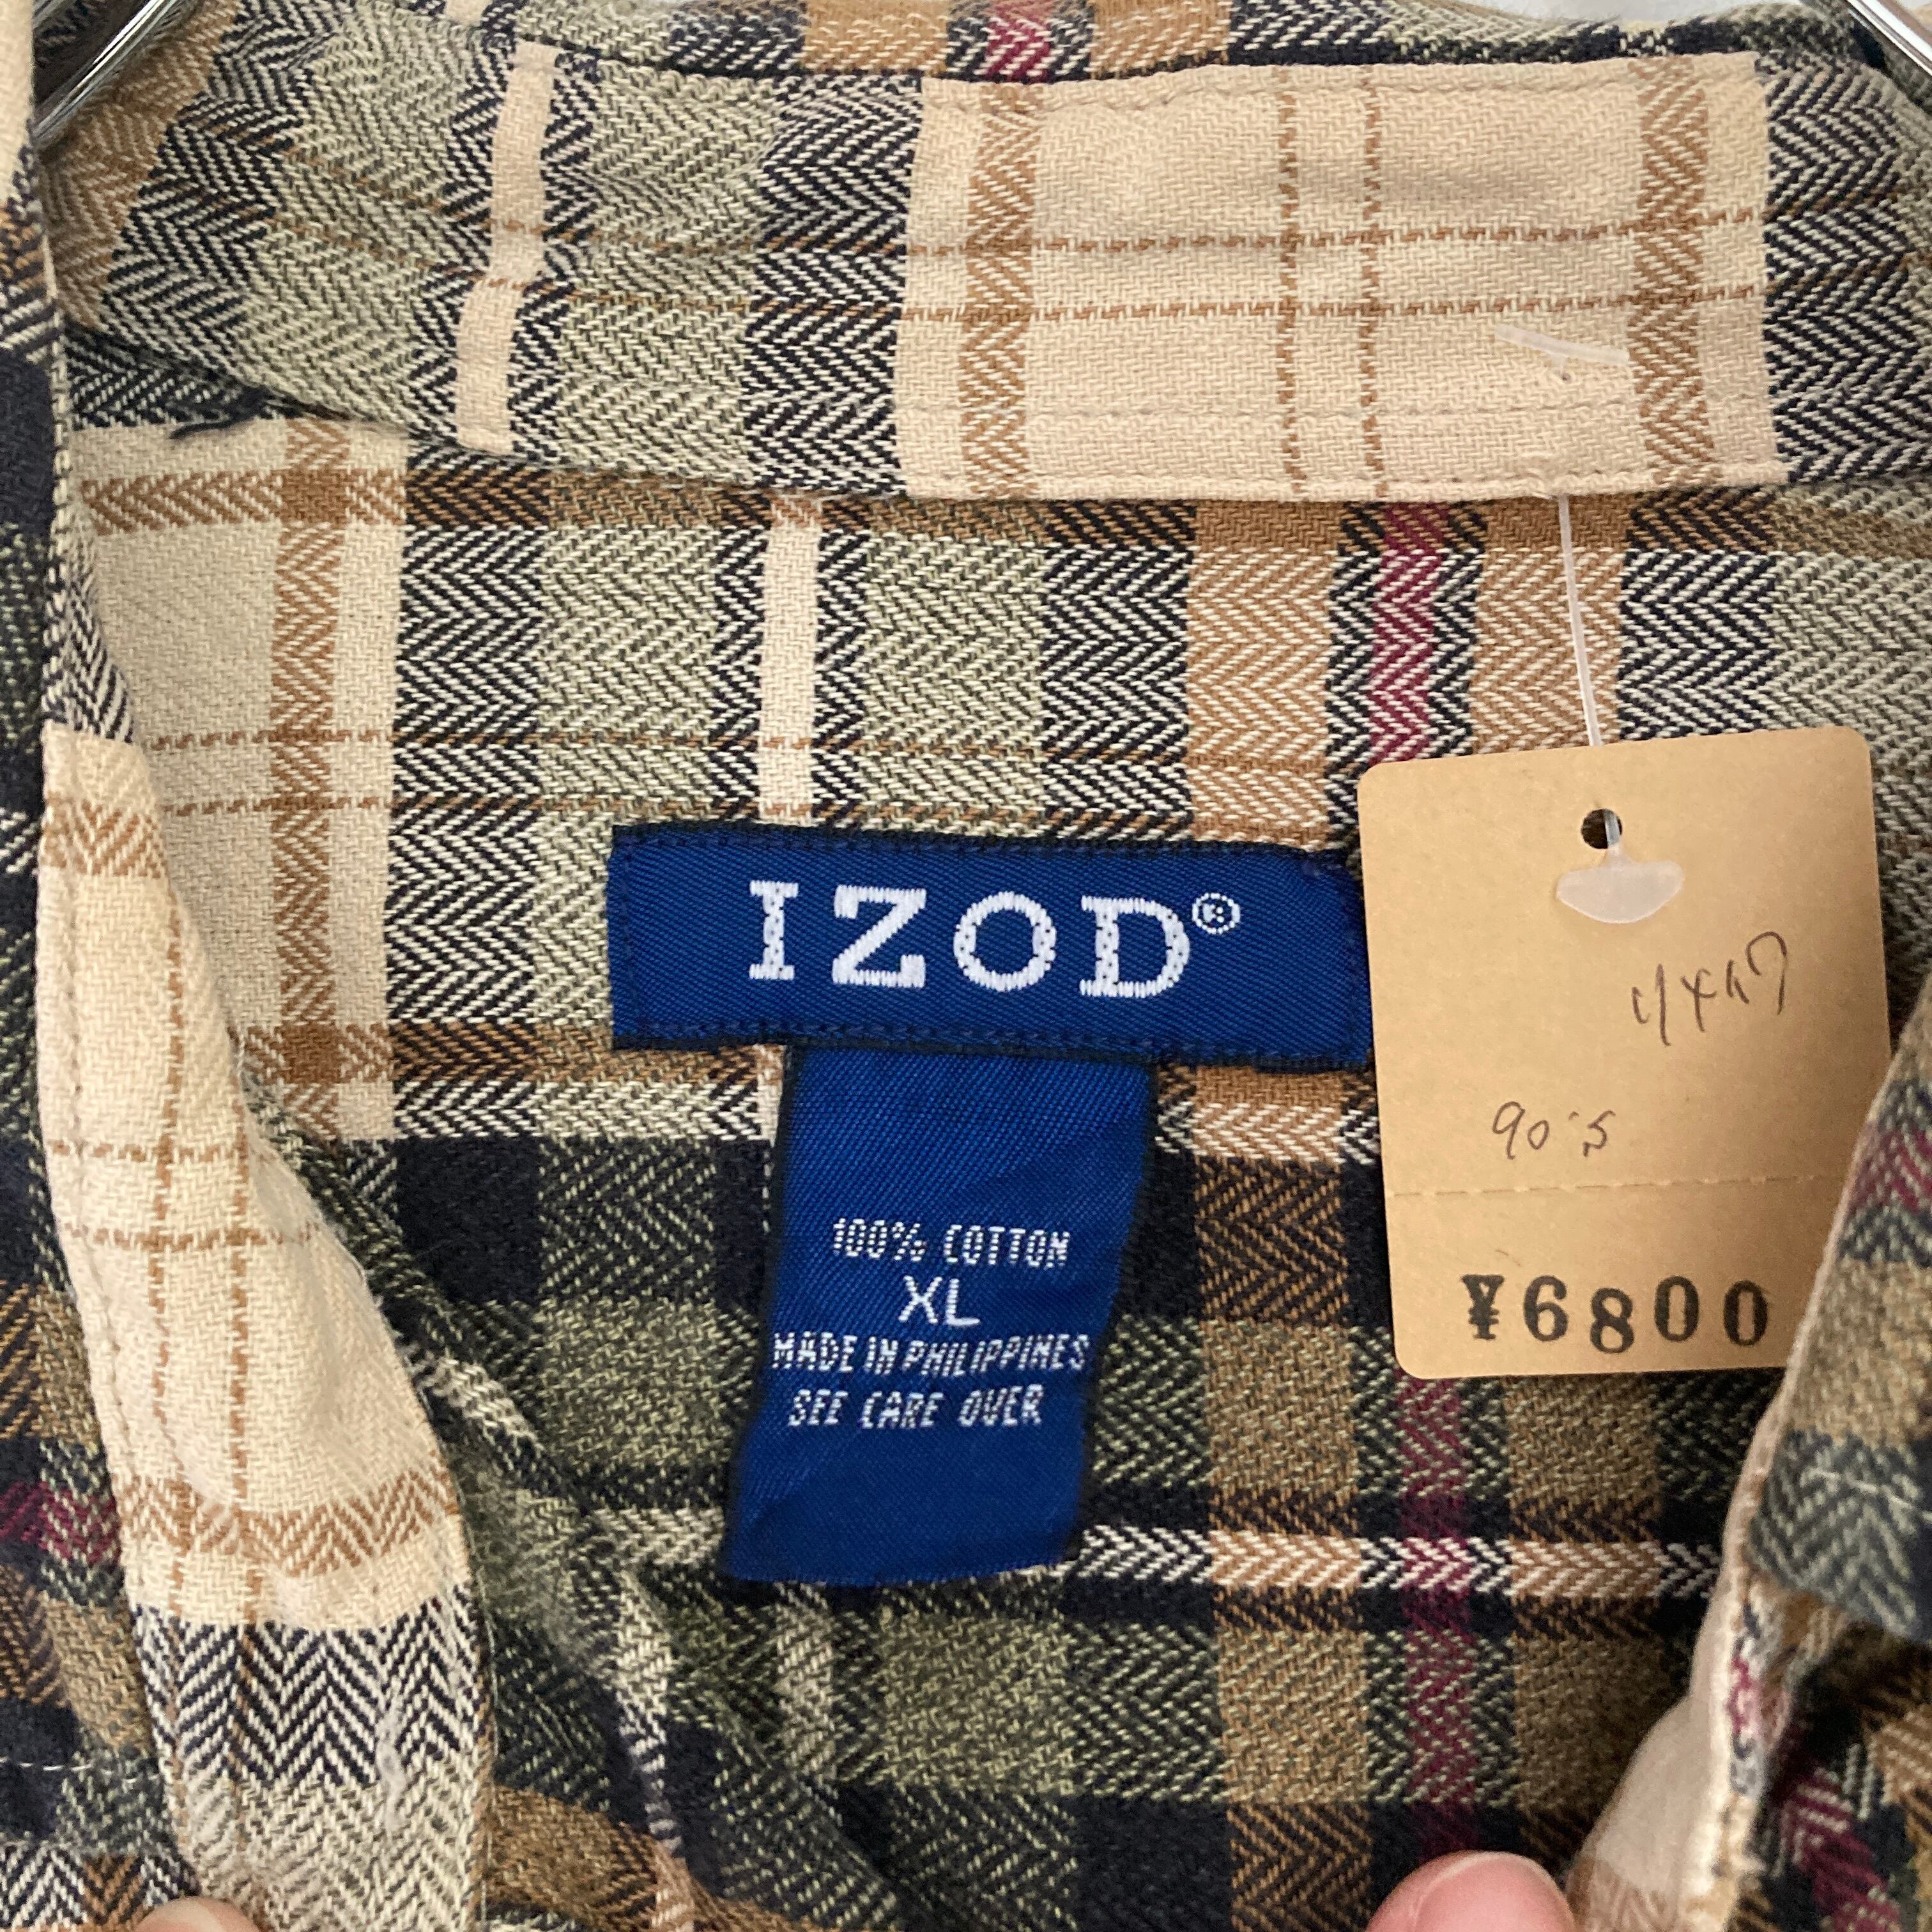 IZOD®
100% COTTON
XL
MADE IN PHILIPPINES
SEE CARE OVER
90's
¥6800